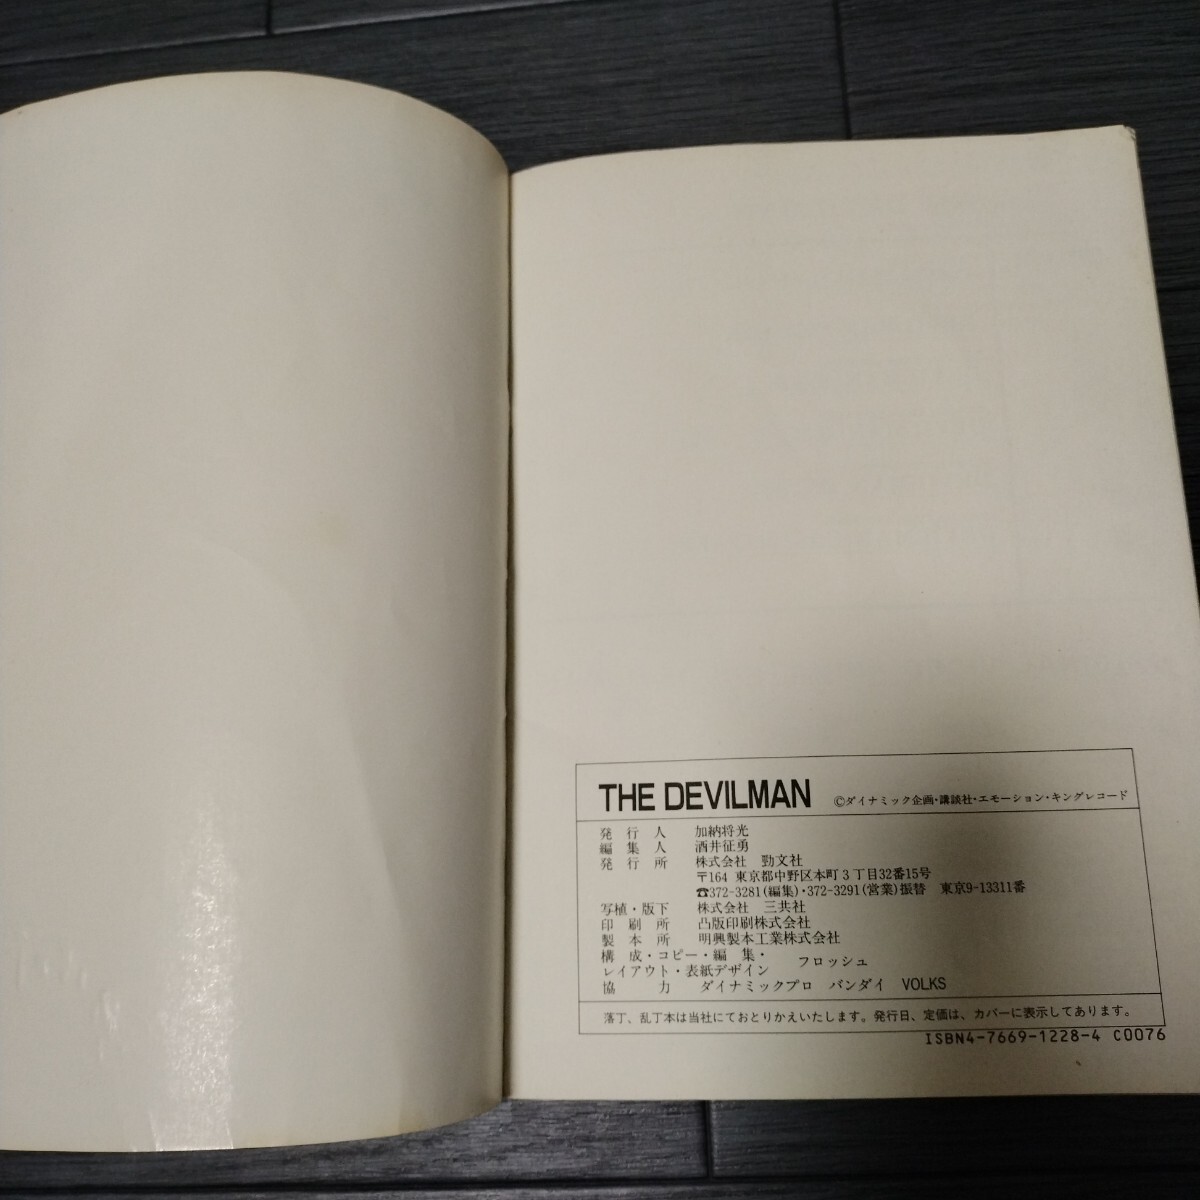 THE DEVILMAN ©ダイナミック企画・講談社・エモーション・キングレコード
発行人 加納将光
編集人 酒井征勇
発行所 株式会社 勁文社
〒164 東京都中野区本町3丁目32番15号
☎372-3281(編集)・372-3291(営業)振替 東京9-13311番
写植・版下 株式会社 三共社
印刷所 凸版印刷株式会社
製本所 明興製本工業株式会社
構成・コピー・編集・
レイアウト・表紙デザイン フロッシュ
協力 ダイナミックプロ バンダイ VOLKS
落丁、乱丁本は当社にておとりかえいたします。発行日、定価は、カバーに表示してあります。
ISBN4-7669-1228-4 C0076